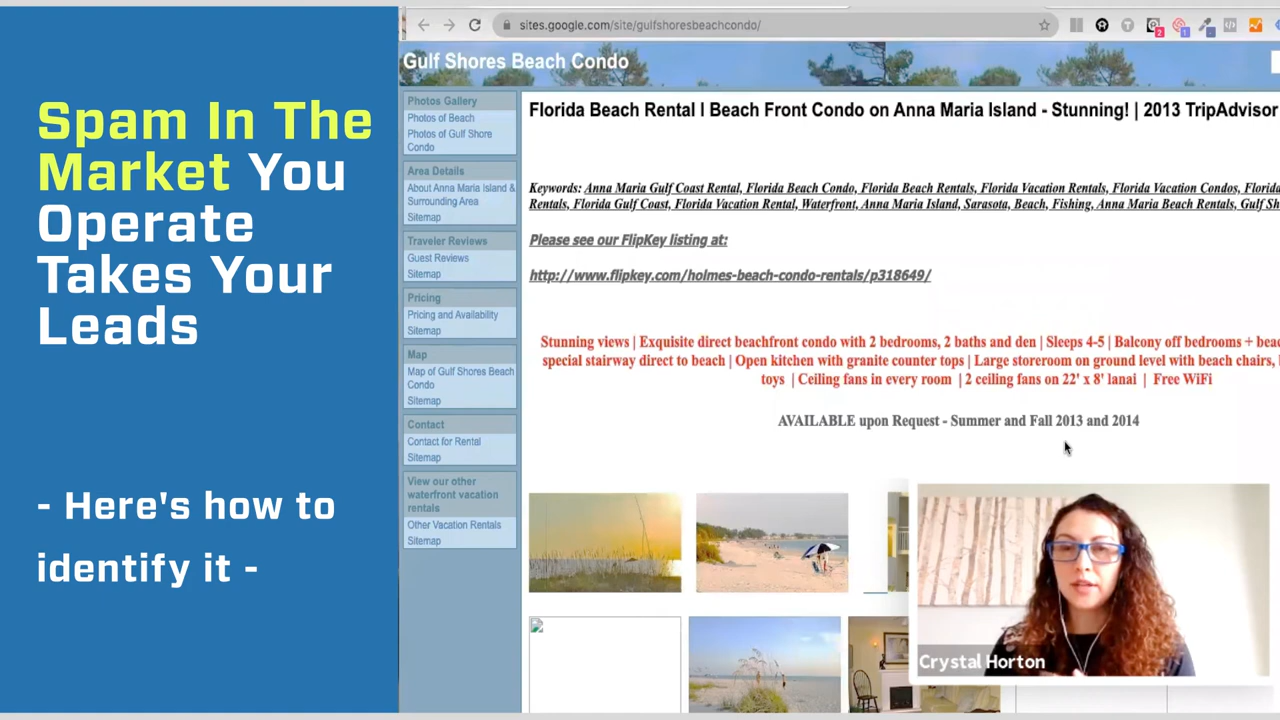 Spam In The
Market You
Operate
Takes Your
Leads
- Here's how to
identify it -
sites.google.com/site/gulfshoresbeachcondo/
Gulf Shores Beach Condo
Photos Gallery
Photos of Beach
Photos of Gulf Shore
Condo
Area Details
About Anna Maria Island &
Surrounding Area
Sitemap
Traveler Reviews
Guest Reviews
Sitemap
Pricing
Pricing and Availability
Sitemap
Map
Map of Gulf Shores Beach
Condo
Sitemap
Contact
Contact for Rental
Sitemap
View our other
waterfront vacation
rentals
Other Vacation Rentals
Sitemap
Florida Beach Rental l Beach Front Condo on Anna Maria Island - Stunning! | 2013 TripAdvisor
Keywords: Anna Maria Gulf Coast Rental, Florida Beach Condo, Florida Beach Rentals, Florida Vacation Rentals, Florida Vacation Condos, Florida
Rentals, Florida Gulf Coast, Florida Vacation Rental, Waterfront, Anna Maria Island, Sarasota, Beach, Fishing, Anna Maria Beach Rentals, Gulf Sh
Please see our FlipKey listing at:
http://www.flipkey.com/holmes-beach-condo-rentals/p318649/
Stunning views | Exquisite direct beachfront condo with 2 bedrooms, 2 baths and den | Sleeps 4-5 | Balcony off bedrooms + beac
special stairway direct to beach | Open kitchen with granite counter tops | Large storeroom on ground level with beach chairs,
toys | Ceiling fans in every room | 2 ceiling fans on 22' x 8' lanai | Free WiFi
AVAILABLE upon Request - Summer and Fall 2013 and 2014
Crystal Horton